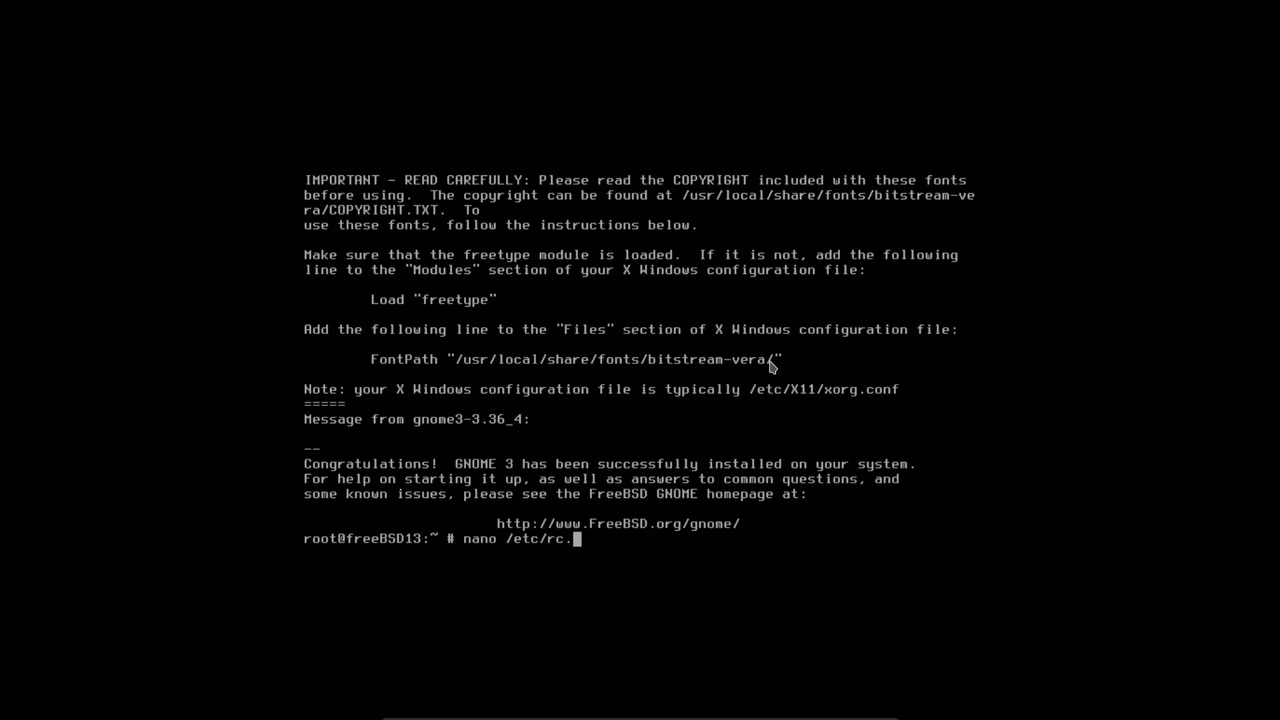 IMPORTANT - READ CAREFULLY: Please read the COPYRIGHT included with these fonts
before using.  The copyright can be found at /usr/local/share/fonts/bitstream-ve
ra/COPYRIGHT.TXT.  To
use these fonts, follow the instructions below.
Make sure that the freetype module is loaded.  If it is not, add the following
line to the "Modules" section of your X Windows configuration file:
Load "freetype"
Add the following line to the "Files" section of X Windows configuration file:
FontPath "/usr/local/share/fonts/bitstream-vera/"
Note: your X Windows configuration file is typically /etc/X11/xorg.conf
=====
Message from gnome3-3.36_4:
--
Congratulations!  GNOME 3 has been successfully installed on your system.
For help on starting it up, as well as answers to common questions, and
some known issues, please see the FreeBSD GNOME homepage at:
http://www.FreeBSD.org/gnome/
root@freeBSD13:~ # nano /etc/rc.